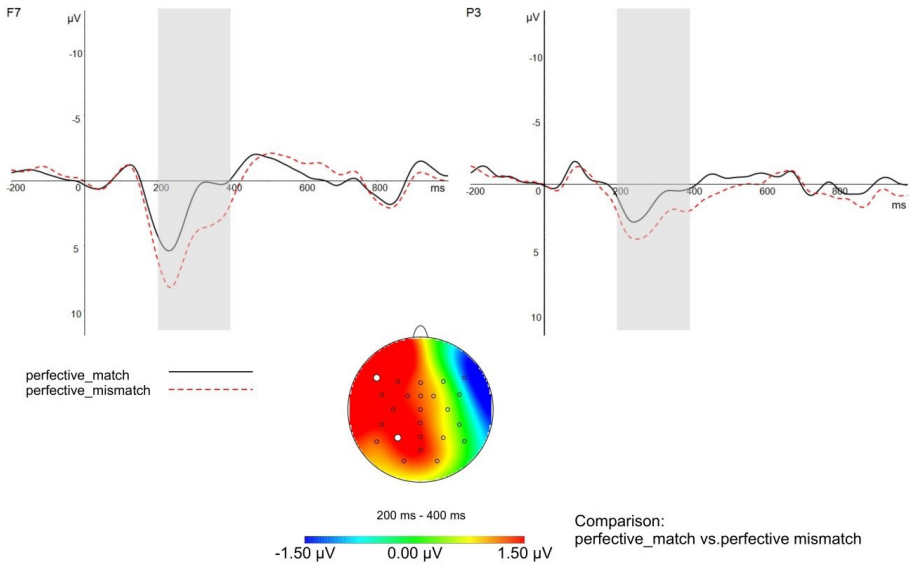 F7
µV
-10
-5
-200
0
200
400
600
800
ms
5
10
P3
µV
-10
-5
-200
0
200
400
600
800
ms
5
10
perfective_match
perfective_mismatch
200 ms - 400 ms
-1.50 µV
0.00 µV
1.50 µV
Comparison:
perfective_match vs.perfective mismatch